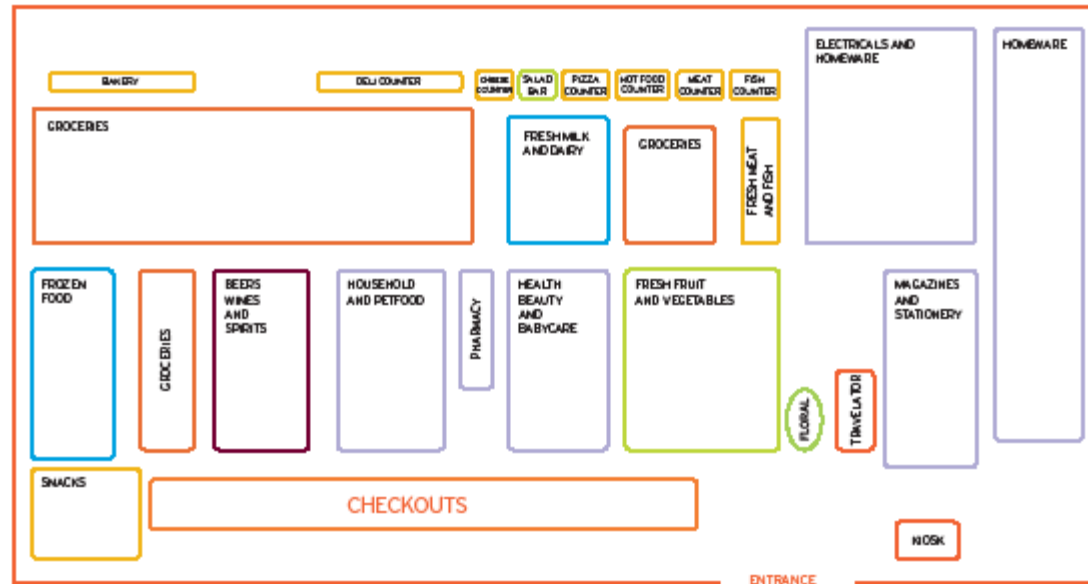 ELECTRICALS AND
HOMEWARE
HOMEWARE
BAKERY
DELI COUNTER
CHEESE
COUNTER
SALAD
BAR
PIZZA
COUNTER
HOT FOOD
COUNTER
MEAT
COUNTER
FISH
COUNTER
GROCERIES
FRESH MILK
AND DAIRY
GROCERIES
FRESH MEAT
AND FISH
FROZEN
FOOD
GROCERIES
BEERS
WINES
AND
SPIRITS
HOUSEHOLD
AND PETFOOD
PHARMACY
HEALTH
BEAUTY
AND
BABYCARE
FRESH FRUIT
AND VEGETABLES
FLORAL
TRAVELATOR
MAGAZINES
AND
STATIONERY
SNACKS
CHECKOUTS
KIOSK
ENTRANCE